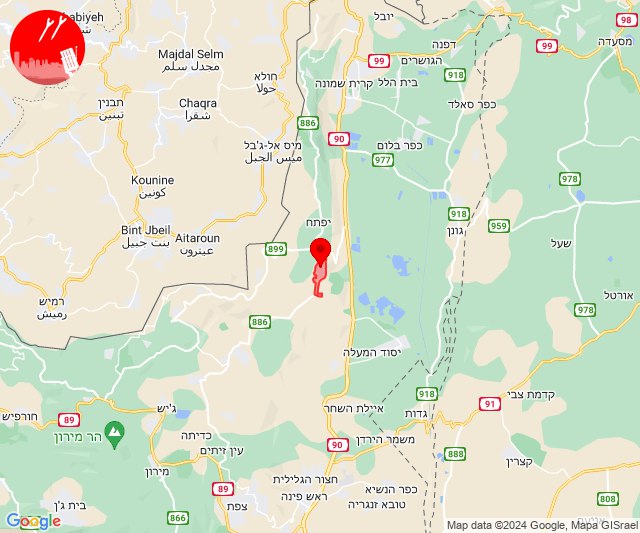 יובל
98
99
דפנה
מסעדה
Majdal Selm
مجدل سلم
99
הגושרים
918
בית הלל
חולא
حولا
קרית שמונה
תבנין
تبنين
Chaqra
شقرا
כפר סאלד
886
90
מיס אל-ג'בל
ميس الجبل
כפר בלום
977
Kounine
כונין
كونين
978
978
918
יפתח
Bint Jbeil
بنت جبيل
Aitaroun
عيترون
גונן
959
899
שעל
רמיש
رميش
אורטל
978
886
יסוד המעלה
918
קדמת צבי
91
ג'יש
איילת השחר
גדות
89
חורפיש
הר מירון
כדיתה
משמר הירדן
עין זיתים
90
888
קצרין
מירון
חצור הגלילית
89
ראש פינה
כפר הנשיא
טובא זנגריה
808
בית ג'ן
866
צפת
Google
Map data ©2024 Google, Mapa GISrael